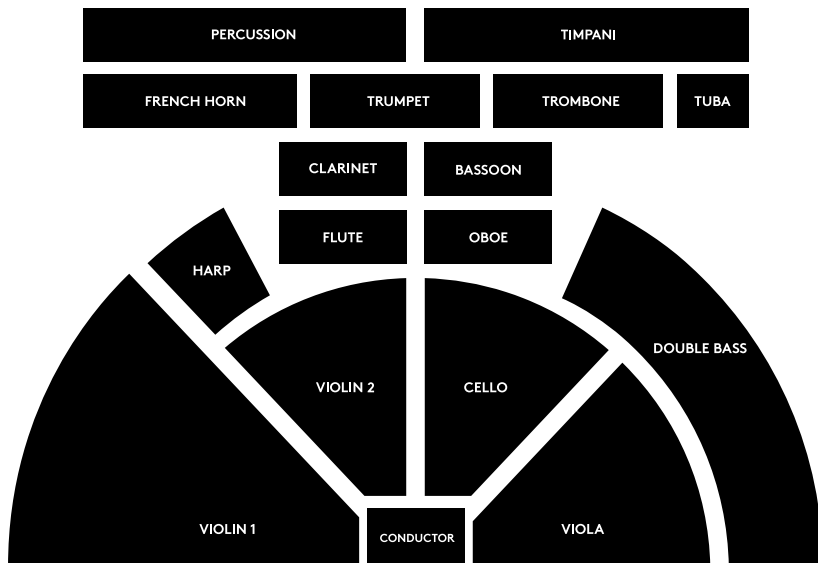 PERCUSSION
TIMPANI
FRENCH HORN
TRUMPET
TROMBONE
TUBA
CLARINET
BASSOON
FLUTE
OBOE
HARP
DOUBLE BASS
VIOLIN 2
CELLO
VIOLIN 1
CONDUCTOR
VIOLA